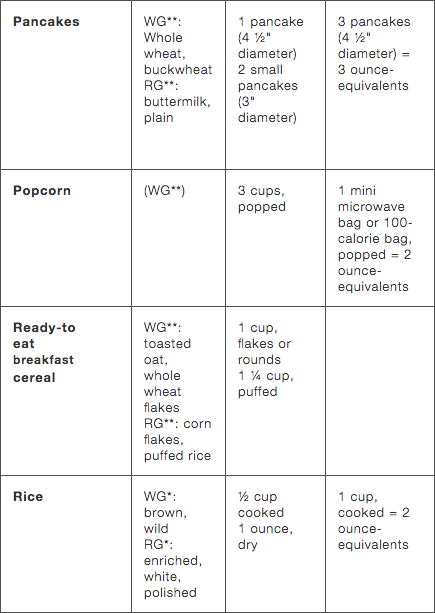 Pancakes
WG**:
Whole
wheat,
buckwheat
RG**:
buttermilk,
plain
1 pancake
(4 ½"
diameter)
2 small
pancakes
(3"
diameter)
3 pancakes
(4 ½"
diameter) =
3 ounce-
equivalents
Popcorn
(WG**)
3 cups,
popped
1 mini
microwave
bag or 100-
calorie bag,
popped = 2
ounce-
equivalents
Ready-to
eat
breakfast
cereal
WG**:
toasted
oat,
whole
wheat
flakes
RG**: corn
flakes,
puffed rice
1 cup,
flakes or
rounds
1 ¼ cup,
puffed
Rice
WG*:
brown,
wild
RG*:
enriched,
white,
polished
½ cup
cooked
1 ounce,
dry
1 cup,
cooked = 2
ounce-
equivalents